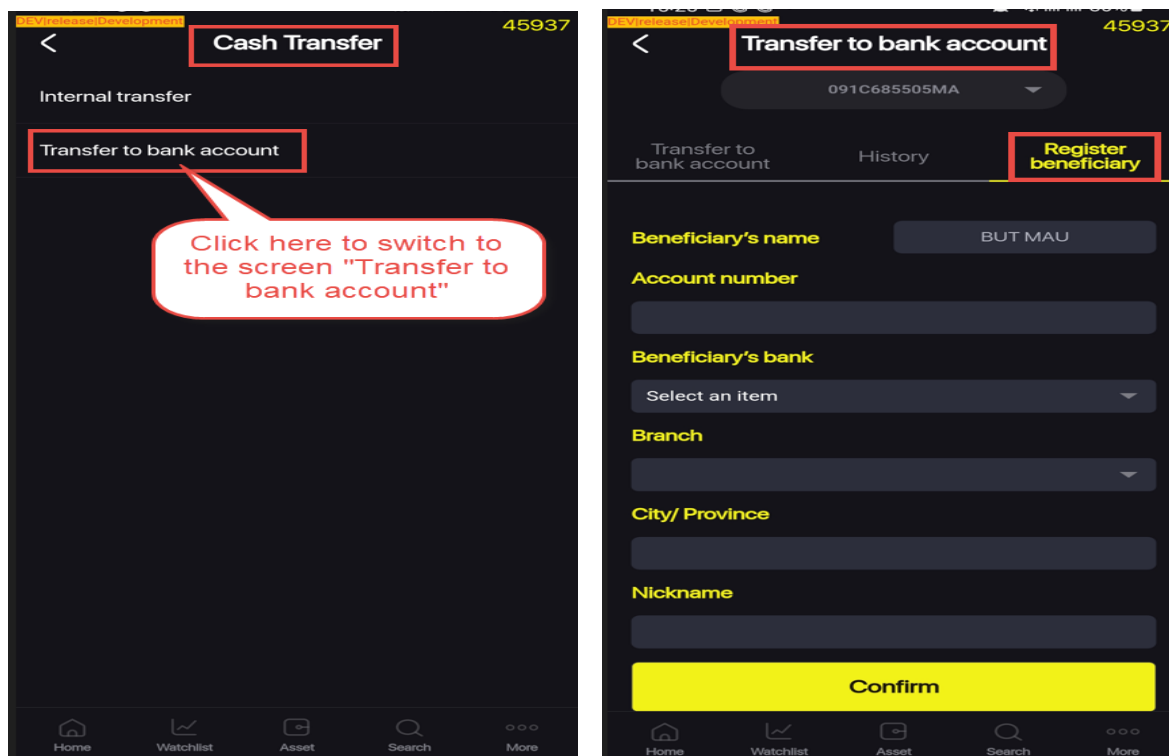 DEV|release|Development
45937
Cash Transfer
Internal transfer
Transfer to bank account
Click here to switch to
the screen "Transfer to
bank account"
Home
Watchlist
Asset
Search
More
DEV|release|Development
45937
Transfer to bank account
091C685505MA
Transfer to
bank account
History
Register
beneficiary
Beneficiary's name
BUT MAU
Account number
Beneficiary's bank
Select an item
Branch
City/ Province
Nickname
Confirm
Home
Watchlist
Asset
Search
More